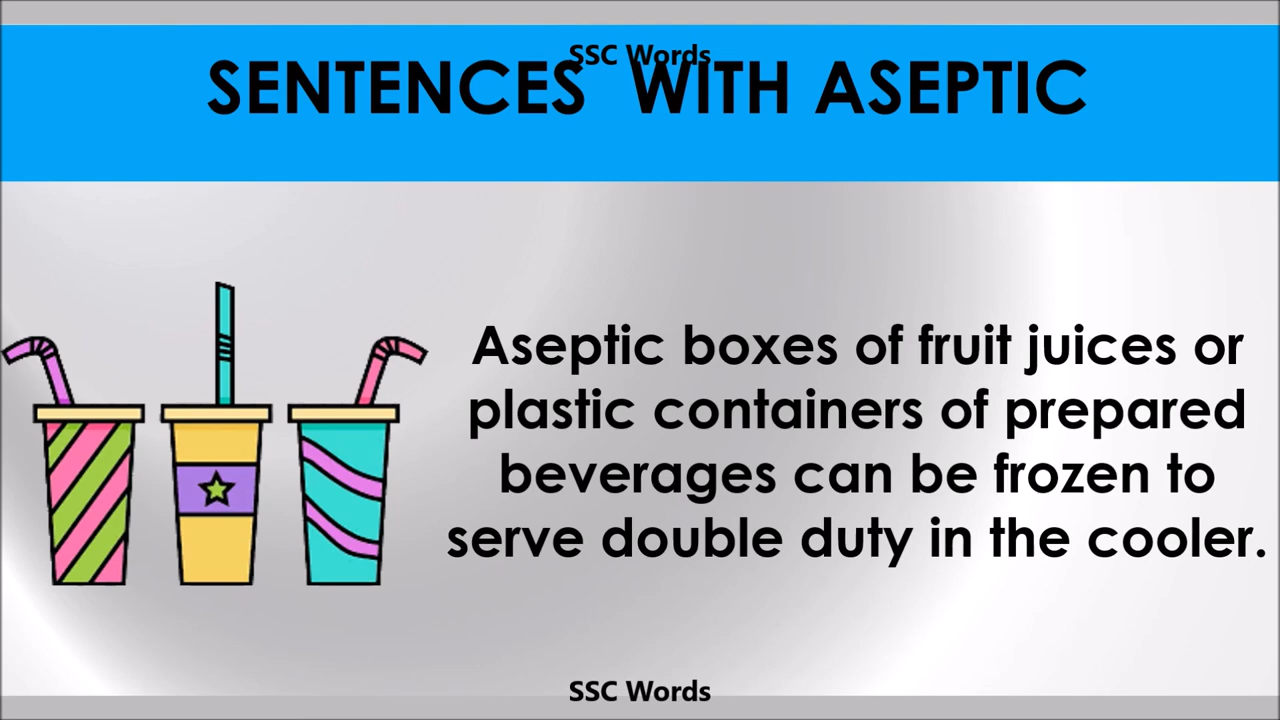 SSC Words
SENTENCES WITH ASEPTIC
Aseptic boxes of fruit juices or
plastic containers of prepared
beverages can be frozen to
serve double duty in the cooler.
SSC Words